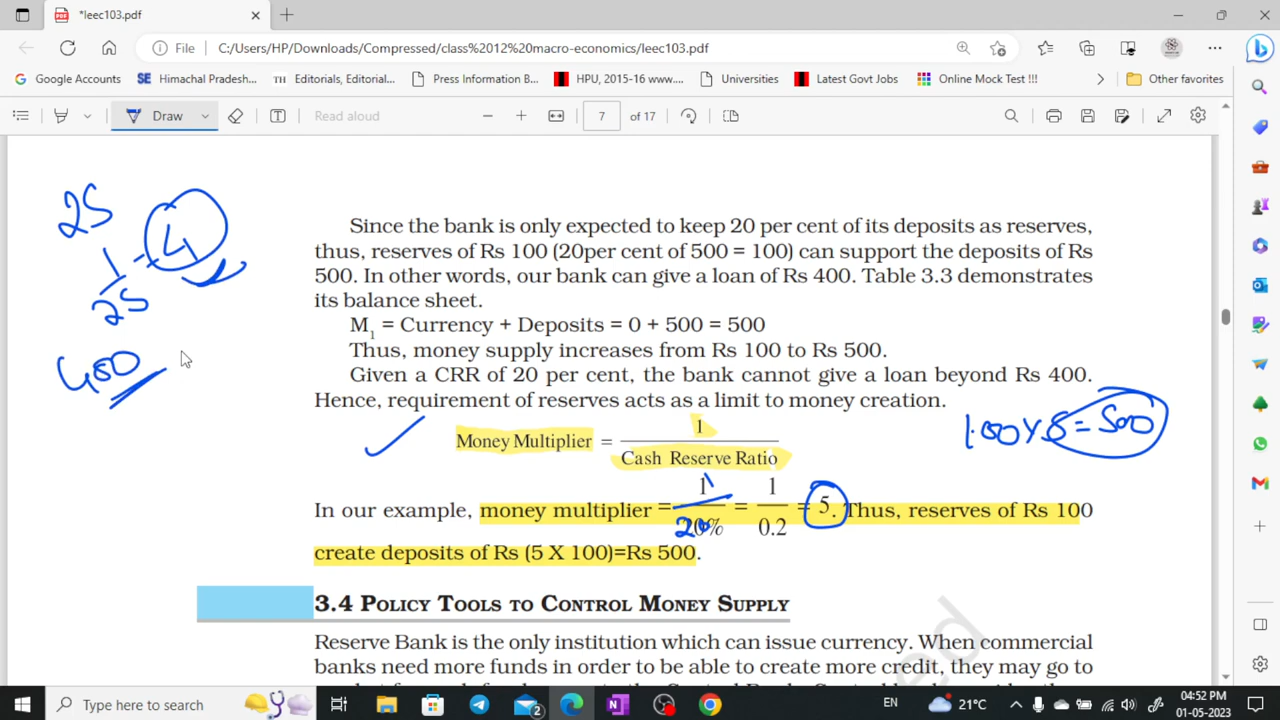 *leec103.pdf
File C:/Users/HP/Downloads/Compressed/class%2012%20macro-economics/leec103.pdf
Google Accounts SE Himachal Pradesh... TH Editorials, Editorial... Press Information B... HPU, 2015-16 www.... Universities Latest Govt Jobs Online Mock Test !!! Other favorites
Draw Read aloud 7 of 17
25
1 = 4
25
400
Since the bank is only expected to keep 20 per cent of its deposits as reserves,
thus, reserves of Rs 100 (20per cent of 500 = 100) can support the deposits of Rs
500. In other words, our bank can give a loan of Rs 400. Table 3.3 demonstrates
its balance sheet.
M1 = Currency + Deposits = 0 + 500 = 500
Thus, money supply increases from Rs 100 to Rs 500.
Given a CRR of 20 per cent, the bank cannot give a loan beyond Rs 400.
Hence, requirement of reserves acts as a limit to money creation.
100 X 5 = 500
Money Multiplier = 1
Cash Reserve Ratio
In our example, money multiplier = 1/20% = 1/0.2 = 5. Thus, reserves of Rs 100
create deposits of Rs (5 X 100)=Rs 500.
3.4 POLICY TOOLS TO CONTROL MONEY SUPPLY
Reserve Bank is the only institution which can issue currency. When commercial
banks need more funds in order to be able to create more credit, they may go to
Type here to search
2
21°C
EN
04:52 PM
01-05-2023